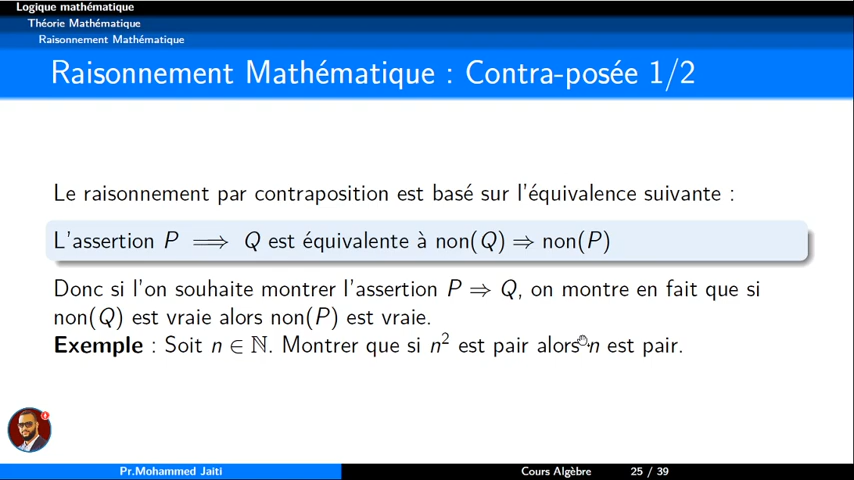 Logique mathématique
Théorie Mathématique
Raisonnement Mathématique
Raisonnement Mathématique : Contra-posée 1/2
Le raisonnement par contraposition est basé sur l'équivalence suivante :
L'assertion P ⟹ Q est équivalente à non(Q) ⇒ non(P)
Donc si l'on souhaite montrer l'assertion P ⇒ Q, on montre en fait que si
non(Q) est vraie alors non(P) est vraie.
Exemple : Soit n ∈ ℕ. Montrer que si n² est pair alors n est pair.
Pr.Mohammed Jaiti
Cours Algèbre
25 / 39